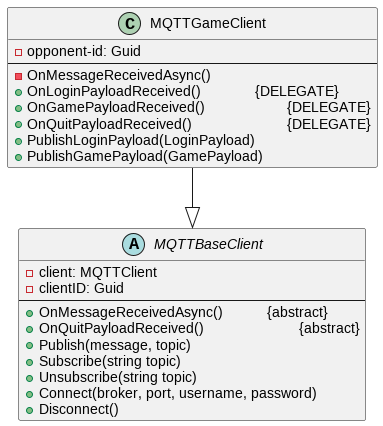 C MQTTGameClient
opponent-id: Guid
OnMessageReceivedAsync()
OnLoginPayloadReceived() {DELEGATE}
OnGamePayloadReceived() {DELEGATE}
OnQuitPayloadReceived() {DELEGATE}
PublishLoginPayload(LoginPayload)
PublishGamePayload(GamePayload)
A MQTTBaseClient
client: MQTTClient
clientID: Guid
OnMessageReceivedAsync() {abstract}
OnQuitPayloadReceived() {abstract}
Publish(message, topic)
Subscribe(string topic)
Unsubscribe(string topic)
Connect(broker, port, username, password)
Disconnect()